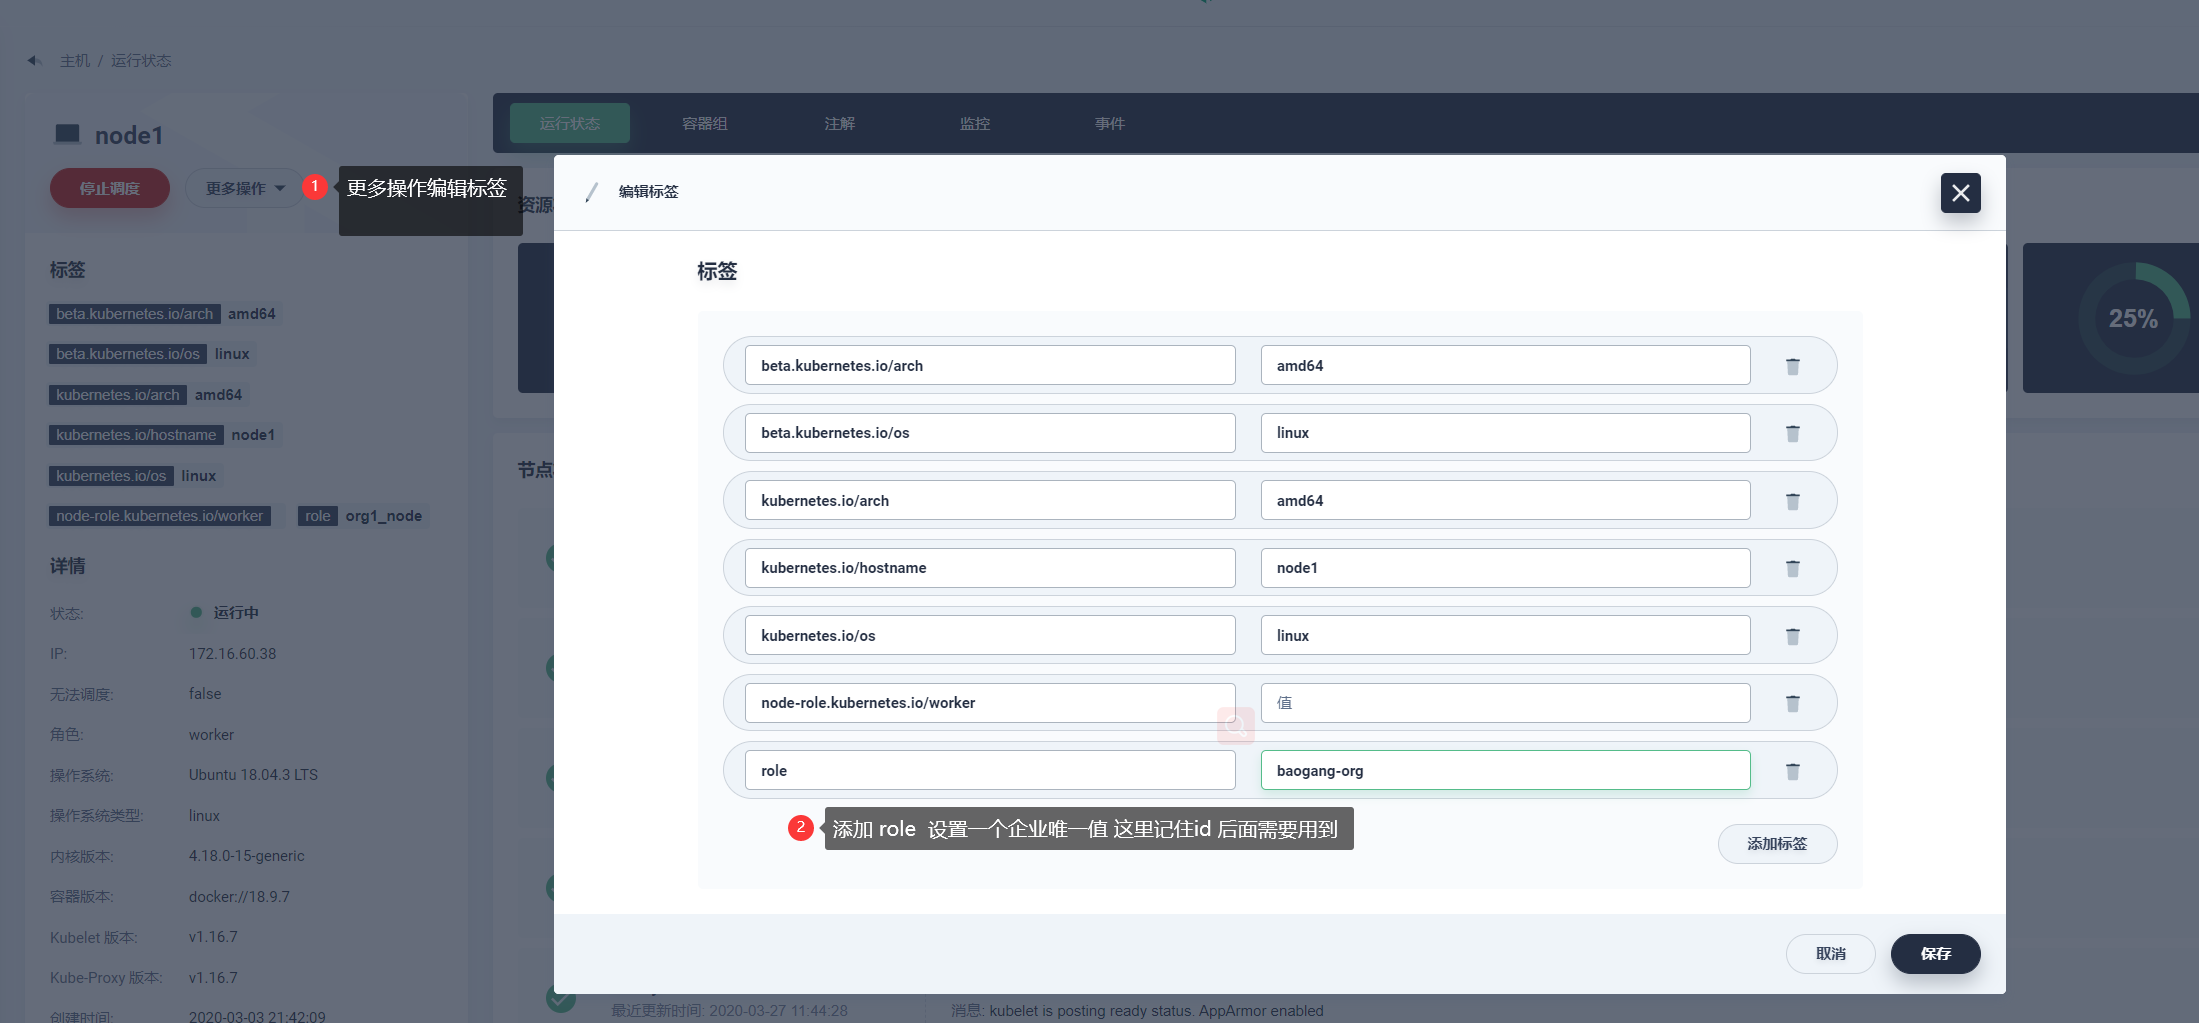 主机 / 运行状态
node1
停止调度
更多操作
1
更多操作编辑标签
标签
beta.kubernetes.io/arch amd64
beta.kubernetes.io/os linux
kubernetes.io/arch amd64
kubernetes.io/hostname node1
kubernetes.io/os linux
node-role.kubernetes.io/worker role org1_node
详情
状态: 运行中
IP: 172.16.60.38
无法调度: false
角色: worker
操作系统: Ubuntu 18.04.3 LTS
操作系统类型: linux
内核版本: 4.18.0-15-generic
容器版本: docker://18.9.7
Kubelet 版本: v1.16.7
Kube-Proxy 版本: v1.16.7
创建时间: 2020-03-03 21:42:09
运行状态 容器组 注解 监控 事件
资源
25%
节点
编辑标签
标签
beta.kubernetes.io/arch amd64
beta.kubernetes.io/os linux
kubernetes.io/arch amd64
kubernetes.io/hostname node1
kubernetes.io/os linux
node-role.kubernetes.io/worker 值
role baogang-org
2
添加 role 设置一个企业唯一值 这里记住id 后面需要用到
添加标签
取消 保存
最近更新时间: 2020-03-27 11:44:28
消息: kubelet is posting ready status. AppArmor enabled